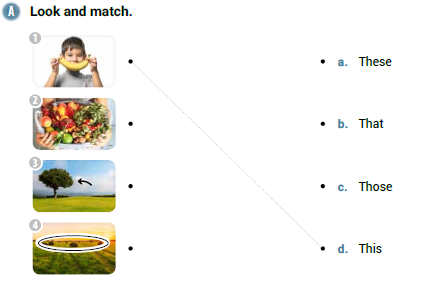 A Look and match.
1
a. These
2
b. That
3
c. Those
4
d. This